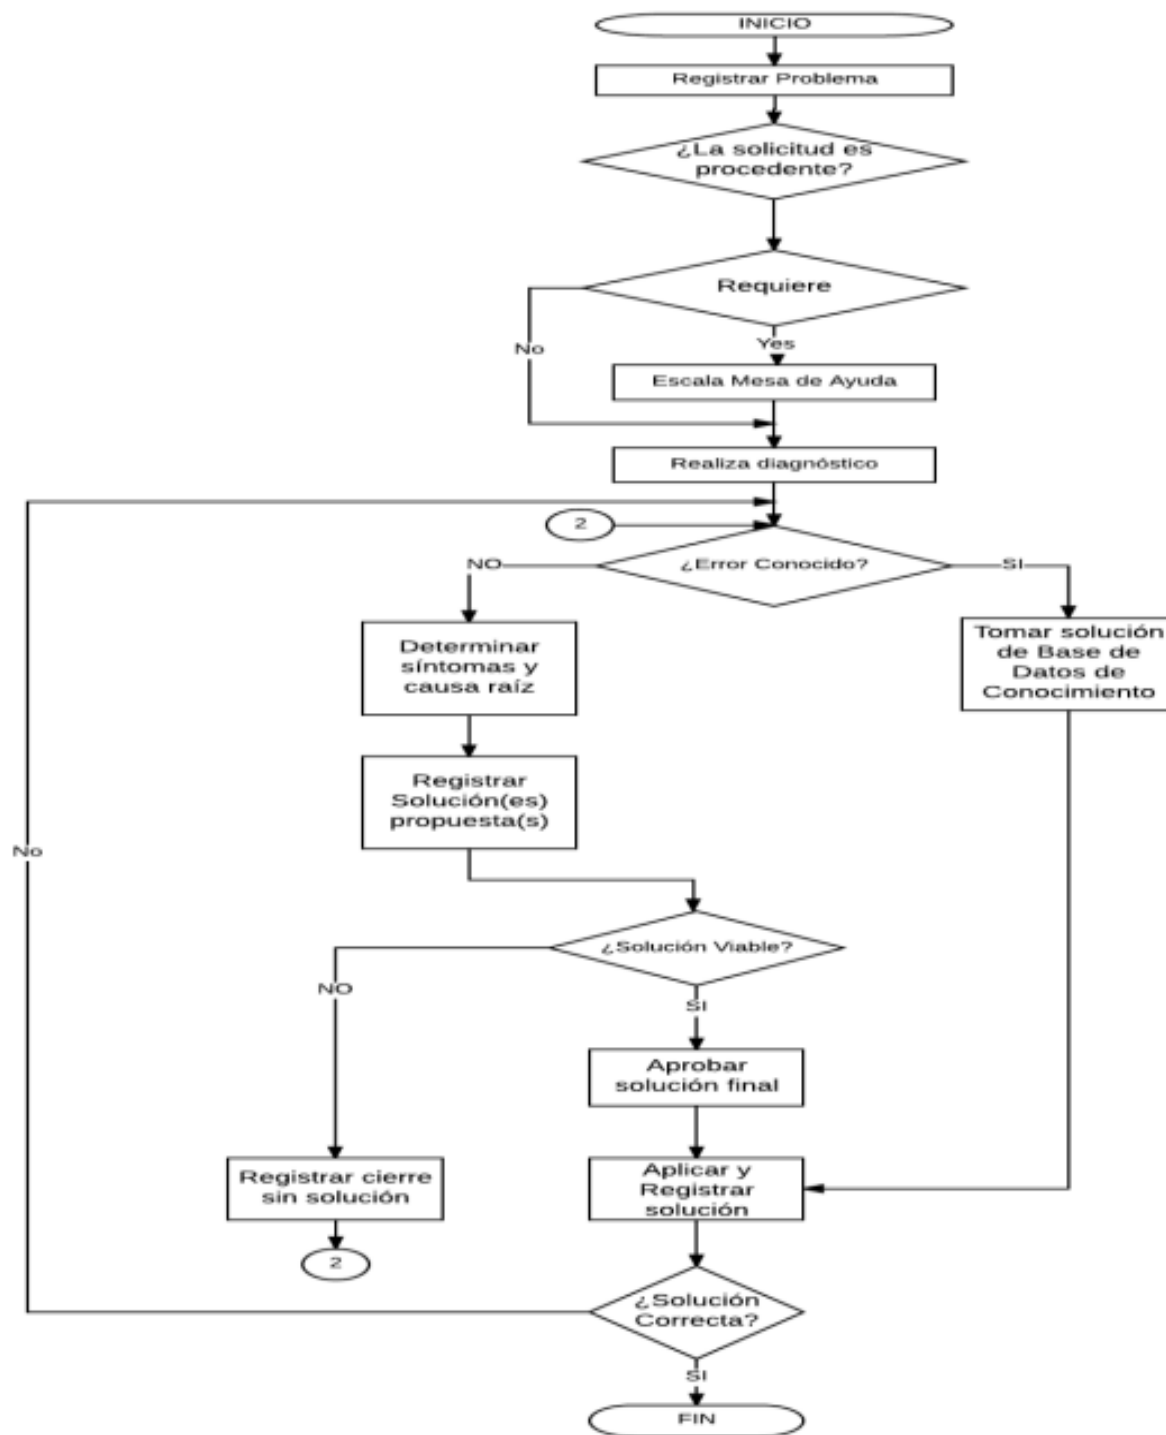 INICIO
Registrar Problema
¿La solicitud es
procedente?
Requiere
No
Yes
Escala Mesa de Ayuda
Realiza diagnóstico
2
¿Error Conocido?
NO
SI
Determinar
síntomas y
causa raíz
Tomar solución
de Base de
Datos de
Conocimiento
Registrar
Solución(es)
propuesta(s)
No
¿Solución Viable?
NO
SI
Aprobar
solución final
Registrar cierre
sin solución
Aplicar y
Registrar
solución
2
¿Solución
Correcta?
SI
FIN